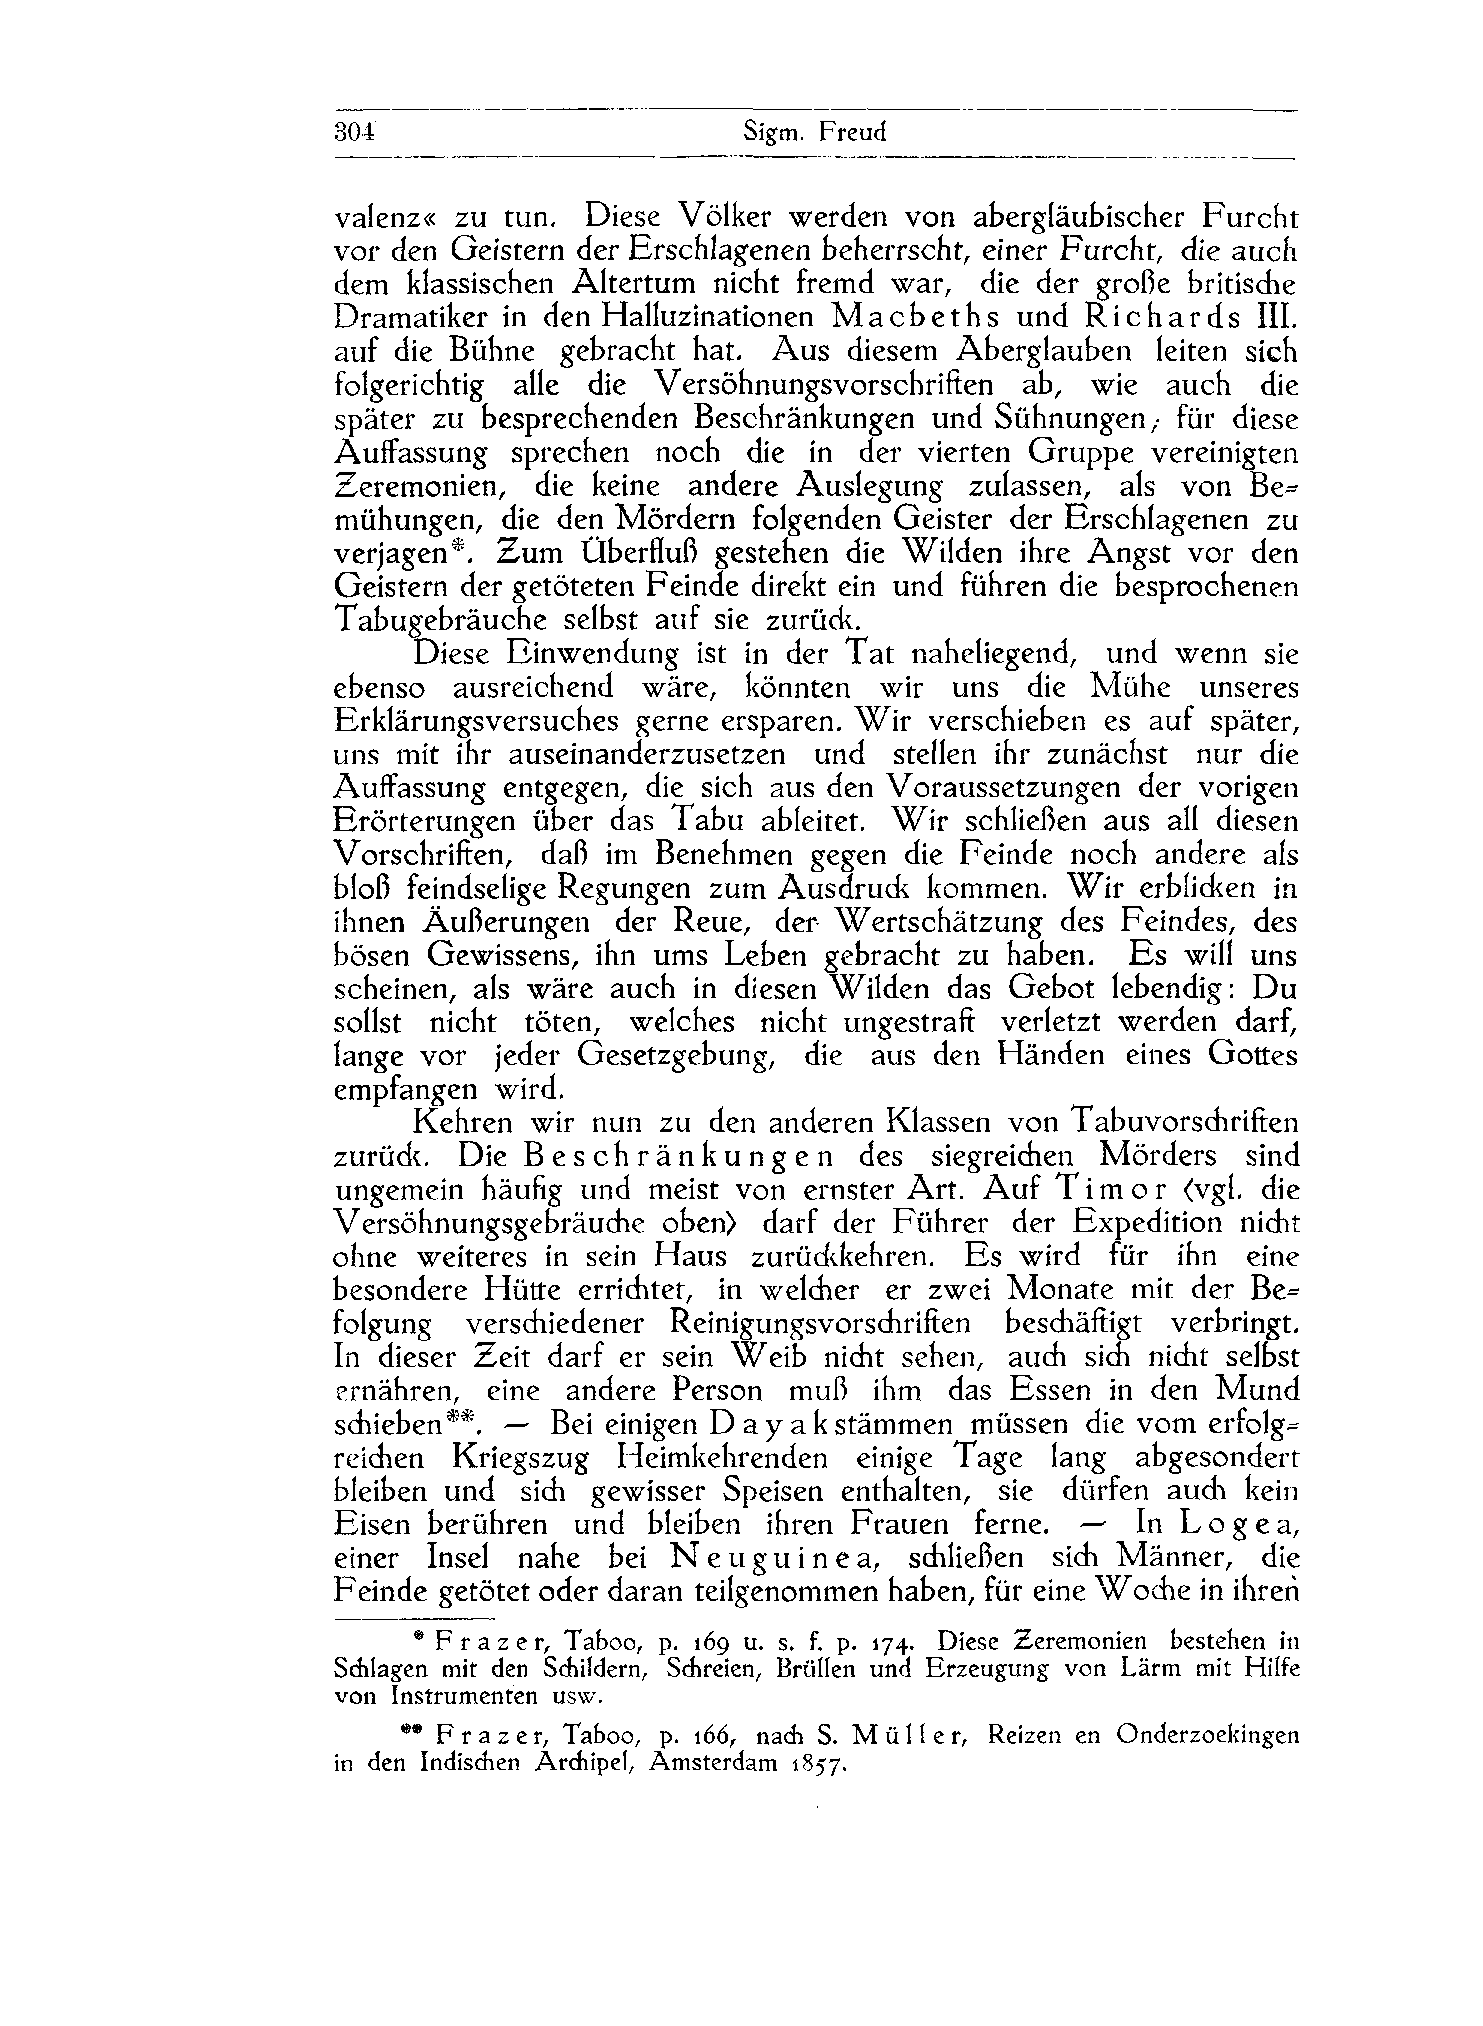 304 Sigm. Freud
valenz« zu tun. Diese Völker werden von abergläubischer Furcht
vor den Geistern der Erschlagenen beherrscht, einer Furcht, die auch
dem klassischen Altertum nicht fremd war, die der große britische
Dramatiker in den Halluzinationen Macbeths und Richards III.
auf die Bühne gebracht hat. Aus diesem Aberglauben leiten sich
folgerichtig alle die Versöhnungsvorschriften ab, wie auch die
später zu besprechenden Beschränkungen und Sühnungen; für diese
Auffassung sprechen noch die in der vierten Gruppe vereinigten
Zeremonien, die keine andere Auslegung zulassen, als von Be-
mühungen, die den Mördern folgenden Geister der Erschlagenen zu
verjagen*. Zum Überfluß gestehen die Wilden ihre Angst vor den
Geistern der getöteten Feinde direkt ein und führen die besprochenen
Tabugebräuche selbst auf sie zurück.
Diese Einwendung ist in der Tat naheliegend, und wenn sie
ebenso ausreichend wäre, könnten wir uns die Mühe unseres
Erklärungsversuches gerne ersparen. Wir verschieben es auf später,
uns mit ihr auseinanderzusetzen und stellen ihr zunächst nur die
Auffassung entgegen, die sich aus den Voraussetzungen der vorigen
Erörterungen über das Tabu ableitet. Wir schließen aus all diesen
Vorschriften, daß im Benehmen gegen die Feinde noch andere als
bloß feindselige Regungen zum Ausdruck kommen. Wir erblicken in
ihnen Äußerungen der Reue, der Wertschätzung des Feindes, des
bösen Gewissens, ihn ums Leben gebracht zu haben. Es will uns
scheinen, als wäre auch in diesen Wilden das Gebot lebendig: Du
sollst nicht töten, welches nicht ungestraft verletzt werden darf,
lange vor jeder Gesetzgebung, die aus den Händen eines Gottes
empfangen wird.
Kehren wir nun zu den anderen Klassen von Tabuvorschriften
zurück. Die Beschränkungen des siegreichen Mörders sind
ungemein häufig und meist von ernster Art. Auf Timor (vgl. die
Versöhnungsgebräuche oben) darf der Führer der Expedition nicht
ohne weiteres in sein Haus zurückkehren. Es wird für ihn eine
besondere Hütte errichtet, in welcher er zwei Monate mit der Be-
folgung verschiedener Reinigungsvorschriften beschäftigt verbringt.
In dieser Zeit darf er sein Weib nicht sehen, auch sich nicht selbst
ernähren, eine andere Person muß ihm das Essen in den Mund
schieben**. — Bei einigen Dayakstämmen müssen die vom erfolg-
reichen Kriegszug Heimkehrenden einige Tage lang abgesondert
bleiben und sich gewisser Speisen enthalten, sie dürfen auch kein
Eisen berühren und bleiben ihren Frauen ferne. — In Logea,
einer Insel nahe bei Neuguinea, schließen sich Männer, die
Feinde getötet oder daran teilgenommen haben, für eine Woche in ihren
* Frazer, Taboo, p. 169 u. s. f. p. 174. Diese Zeremonien bestehen in
Schlagen mit den Schildern, Schreien, Brüllen und Erzeugung von Lärm mit Hilfe
von Instrumenten usw.
** Frazer, Taboo, p. 166, nach S. Müller, Reizen en Onderzoekingen
in den Indischen Archipel, Amsterdam 1857.